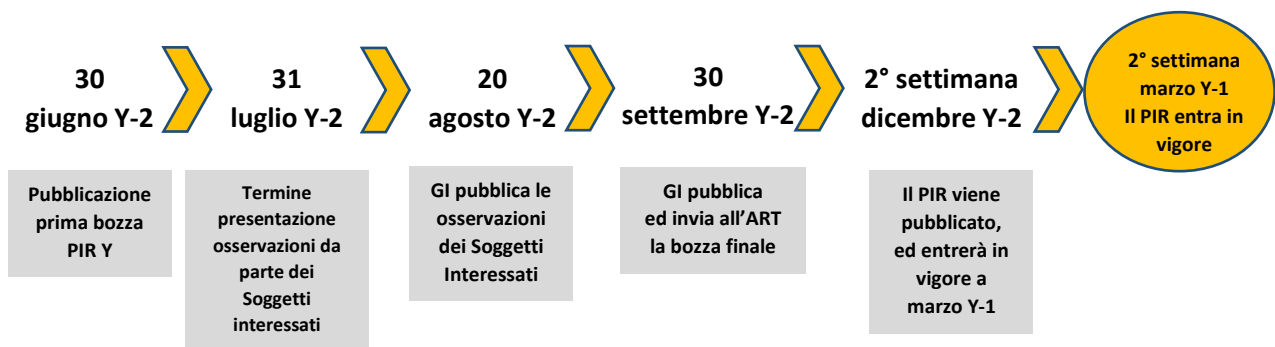 30
giugno Y-2
31
luglio Y-2
20
agosto Y-2
30
settembre Y-2
2° settimana
dicembre Y-2
2° settimana
marzo Y-1
Il PIR entra in
vigore
Pubblicazione
prima bozza
PIR Y
Termine
presentazione
osservazioni da
parte dei
Soggetti
interessati
GI pubblica le
osservazioni
dei Soggetti
Interessati
GI pubblica
ed invia all’ART
la bozza finale
Il PIR viene
pubblicato,
ed entrerà in
vigore a
marzo Y-1